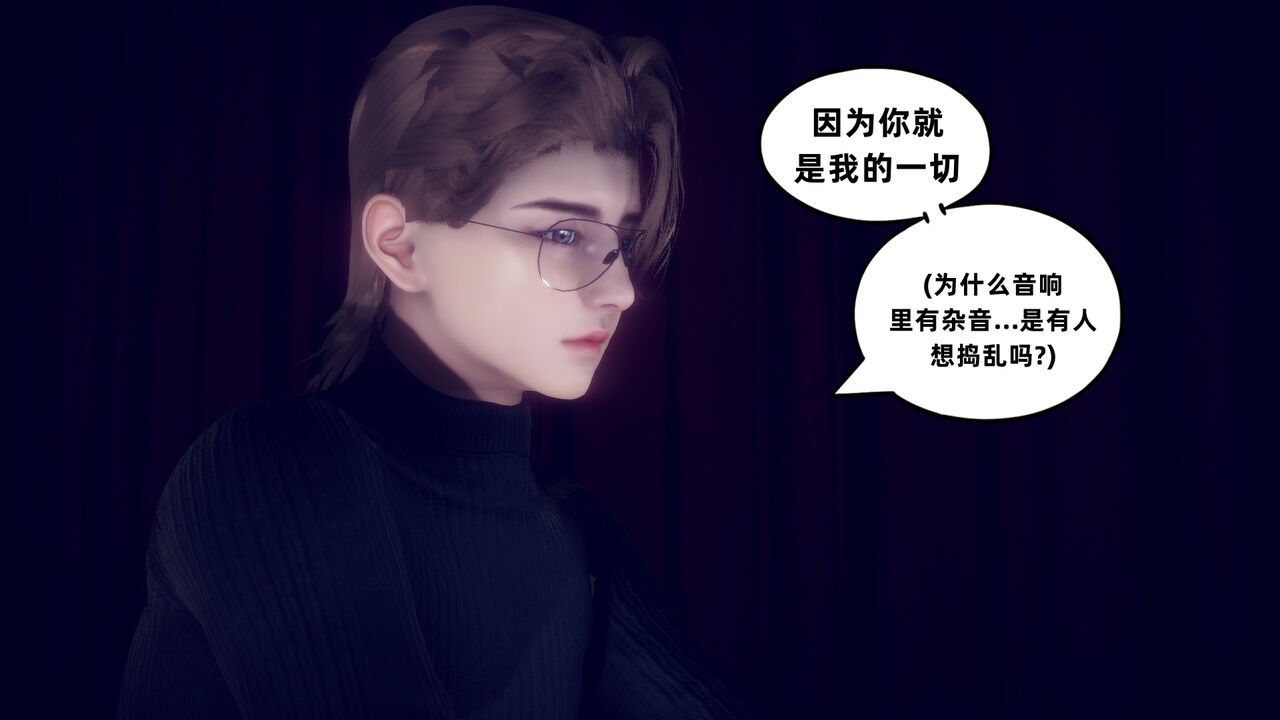 因为你就
是我的一切
(为什么音响
里有杂音...是有人
想捣乱吗?)